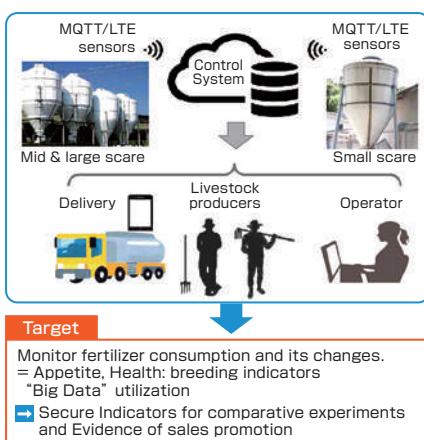 MQTT/LTE
sensors
MQTT/LTE
sensors
Control
System
Mid & large scare
Small scare
Delivery
Livestock
producers
Operator
Target
Monitor fertilizer consumption and its changes.
= Appetite, Health: breeding indicators
“Big Data” utilization
Secure Indicators for comparative experiments
and Evidence of sales promotion